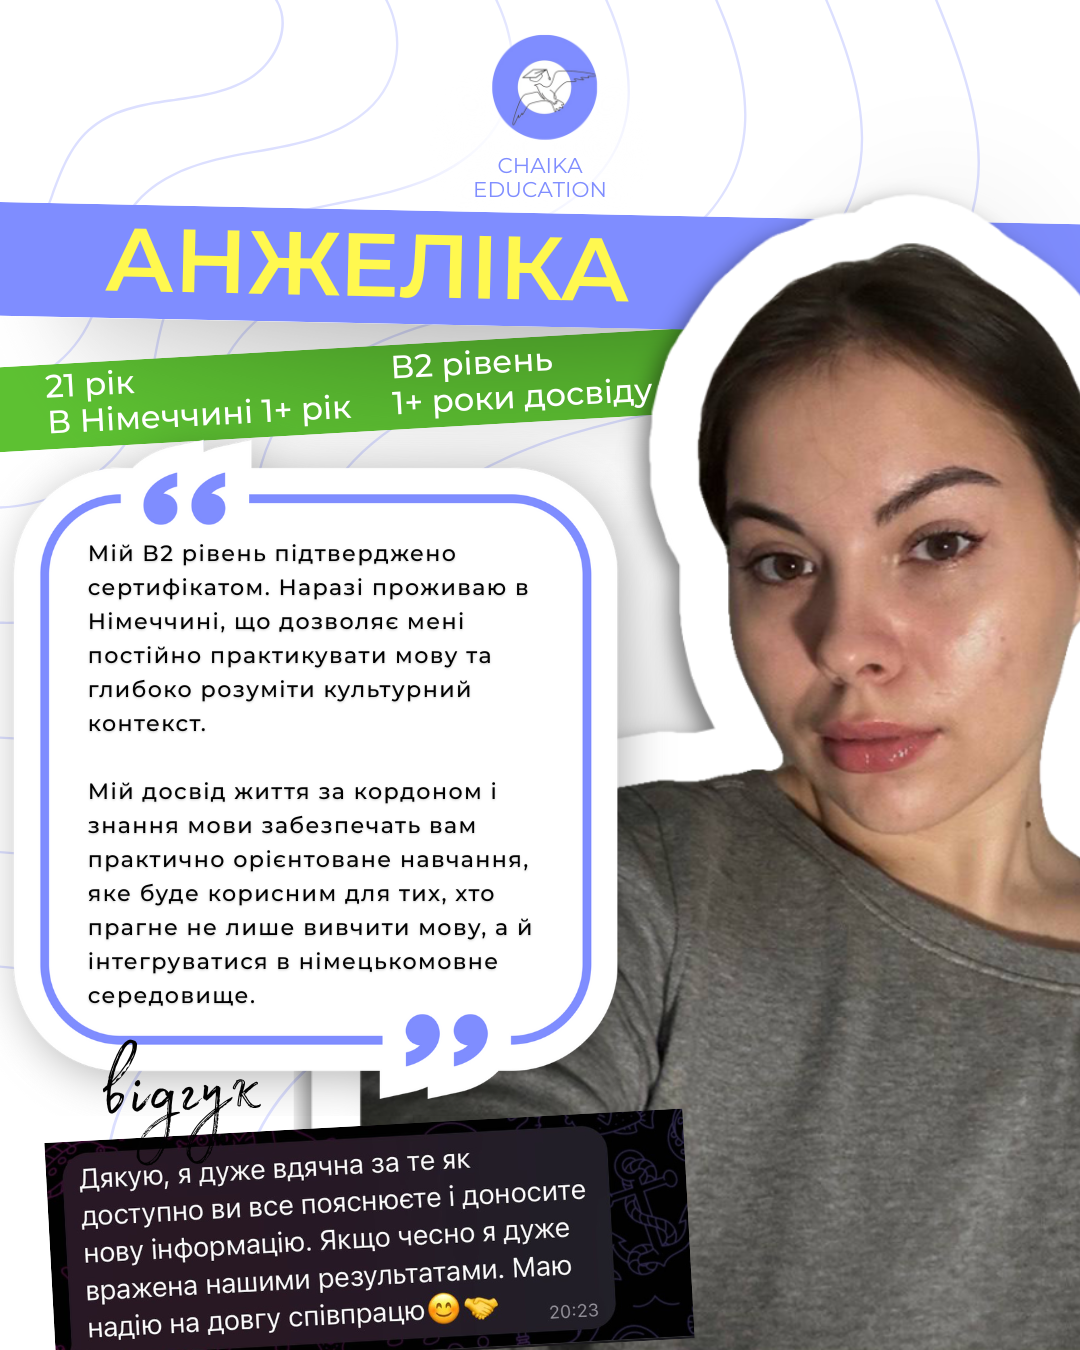 CHAIKA
EDUCATION
АНЖЕЛІКА
21 рік
В Німеччині 1+ рік
B2 рівень
1+ роки досвіду
Мій B2 рівень підтверджено
сертифікатом. Наразі проживаю в
Німеччині, що дозволяє мені
постійно практикувати мову та
глибоко розуміти культурний
контекст.
Мій досвід життя за кордоном і
знання мови забезпечать вам
практично орієнтоване навчання,
яке буде корисним для тих, хто
прагне не лише вивчити мову, а й
інтегруватися в німецькомовне
середовище.
відгук
Дякую, я дуже вдячна за те як
доступно ви все пояснюєте і доносите
нову інформацію. Якщо чесно я дуже
вражена нашими результатами. Маю
надію на довгу співпрацю😊🤝
20:23